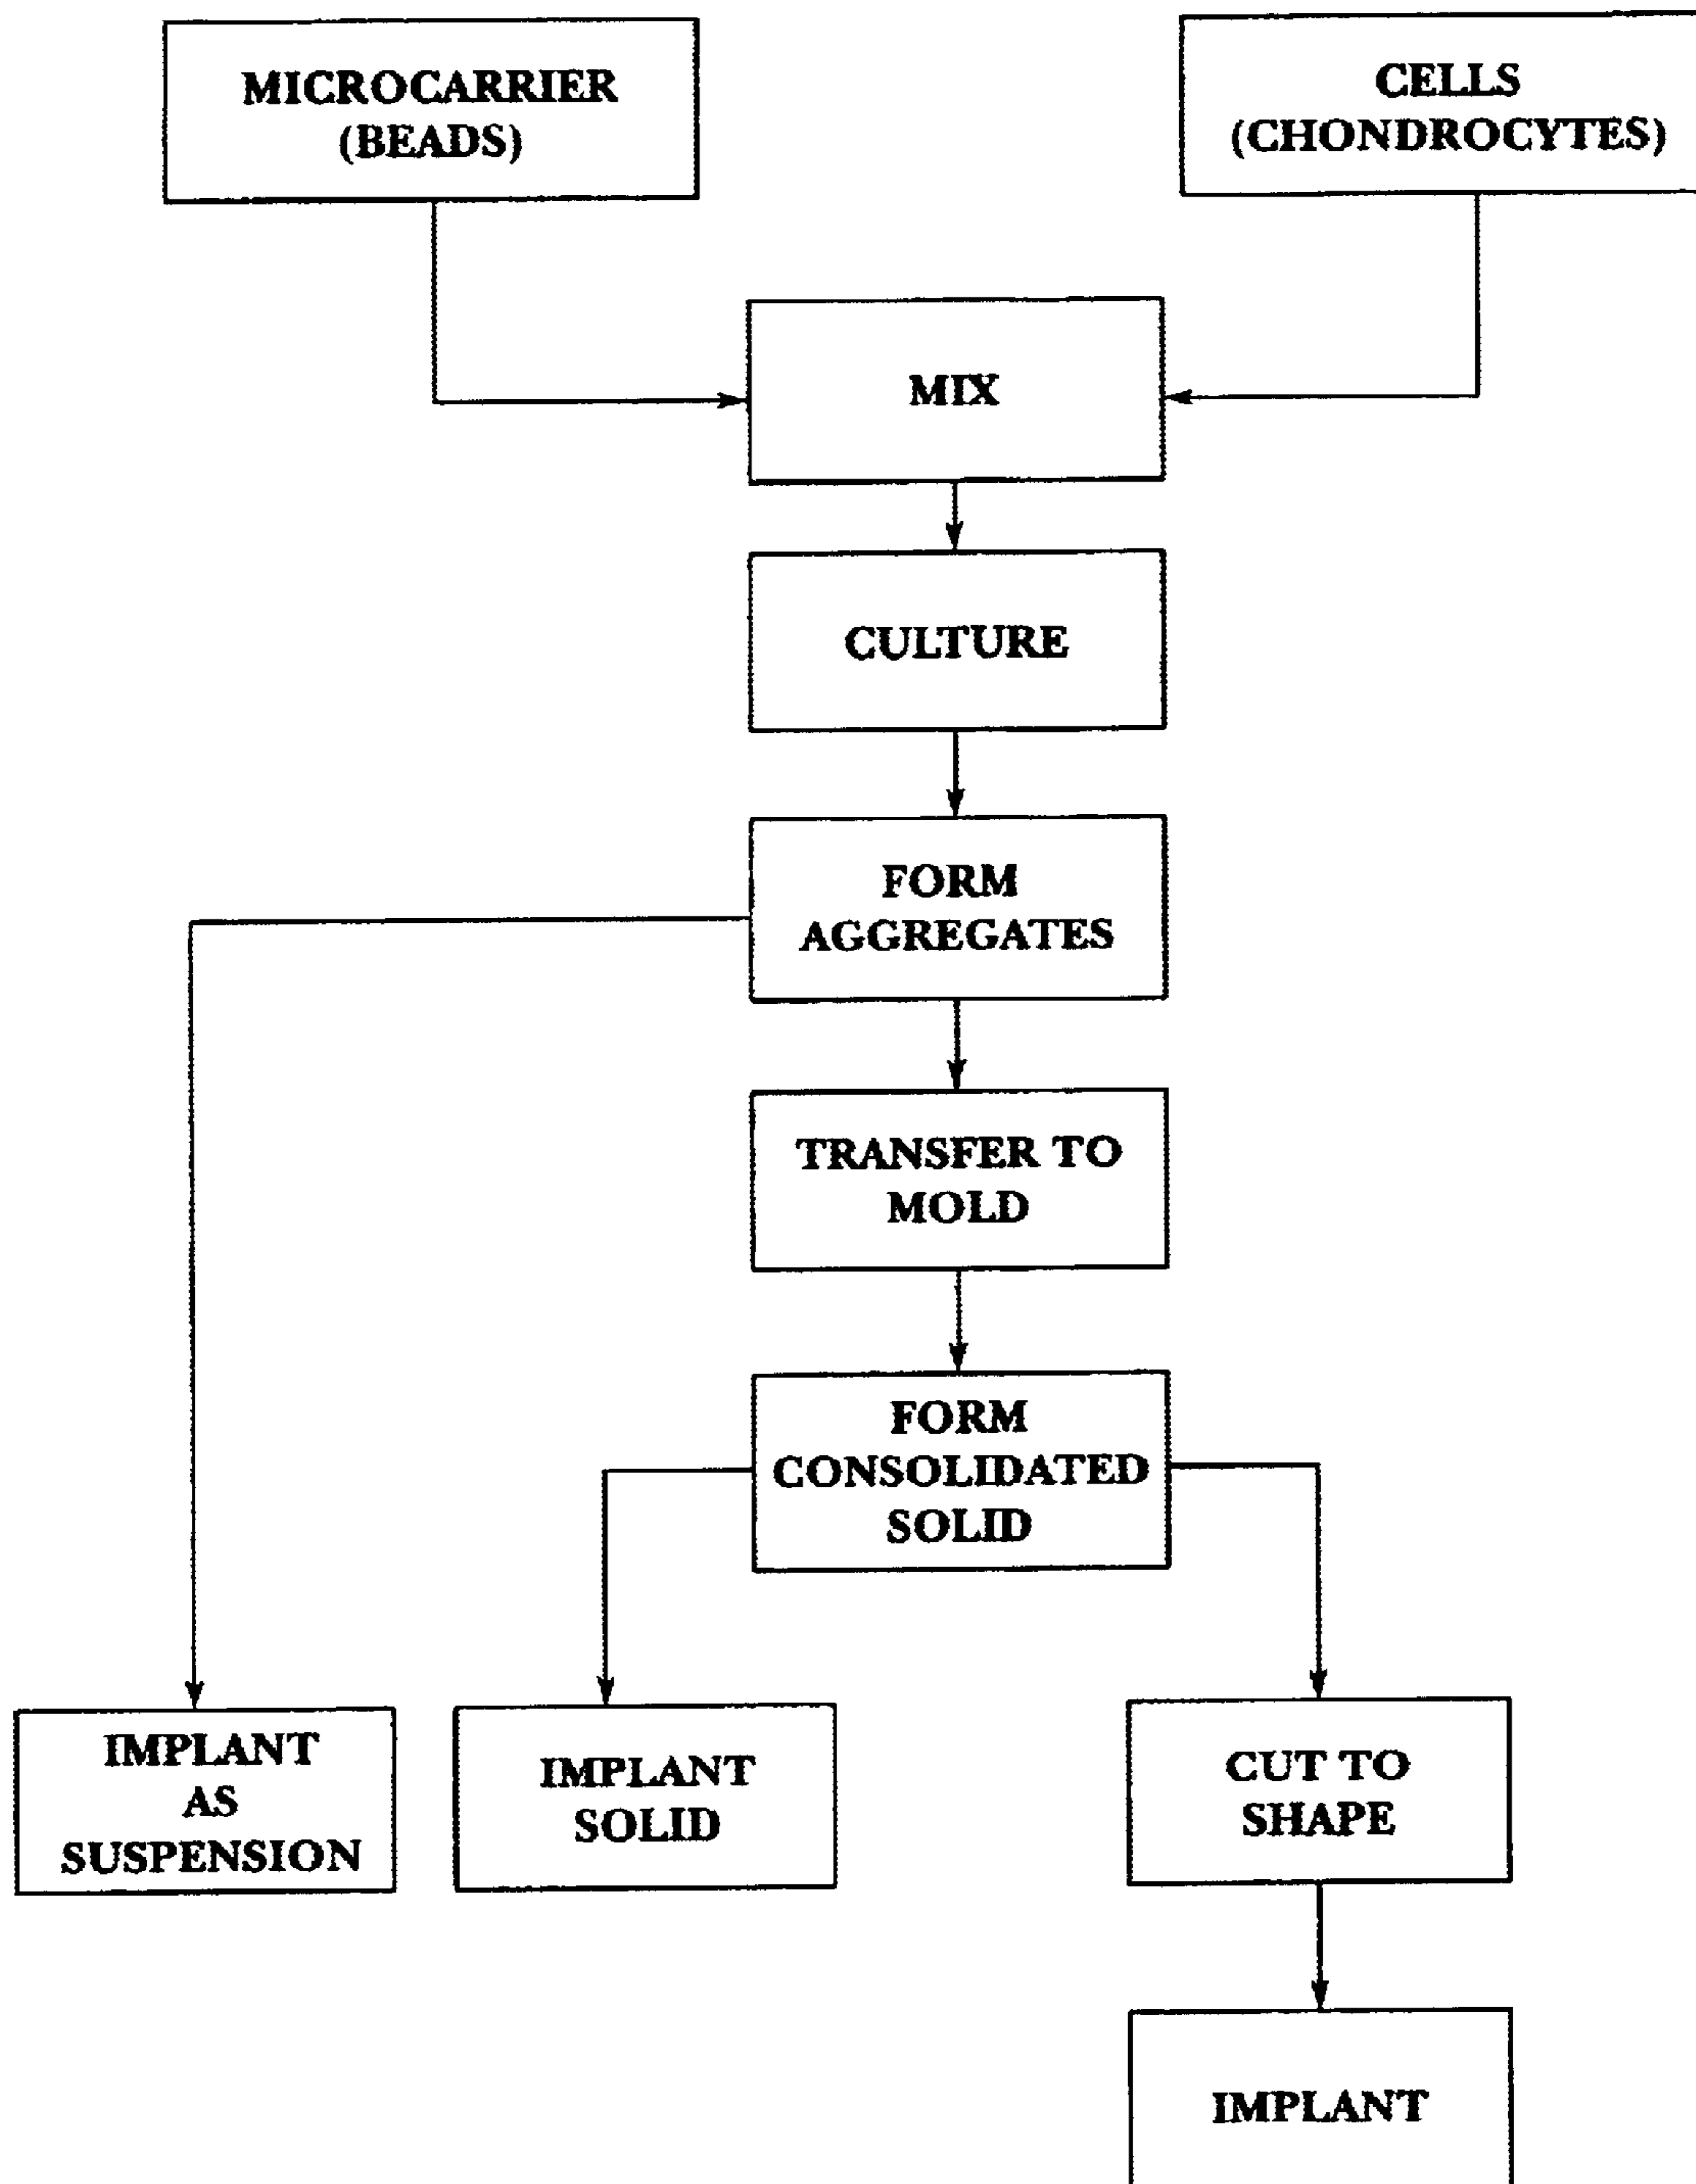 MICROCARRIER
(BEADS)
CELLS
(CHONDROCYTES)
MIX
CULTURE
FORM
AGGREGATES
TRANSFER TO
MOLD
FORM
CONSOLIDATED
SOLID
IMPLANT
AS
SUSPENSION
IMPLANT
SOLID
CUT TO
SHAPE
IMPLANT